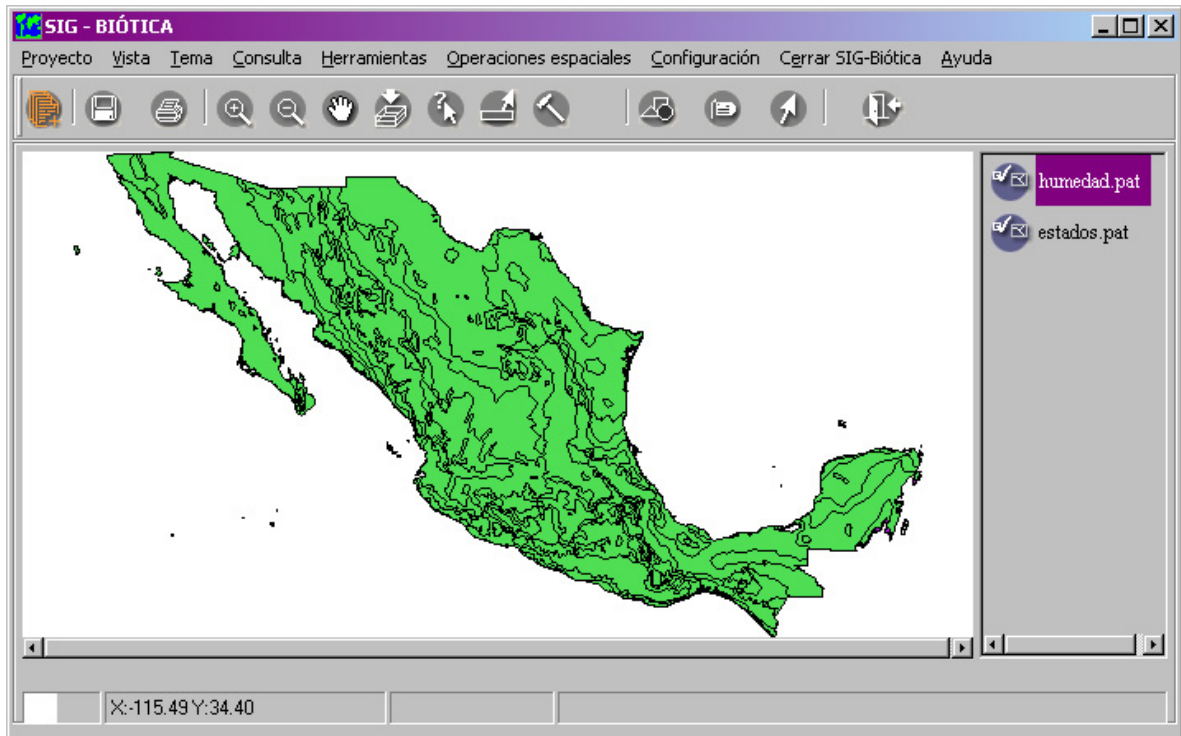 SIG - BIÓTICA
Proyecto Vista Tema Consulta Herramientas Operaciones espaciales Configuración Cerrar SIG-Biótica Ayuda
humedad.pat
estados.pat
X:-115.49 Y:34.40